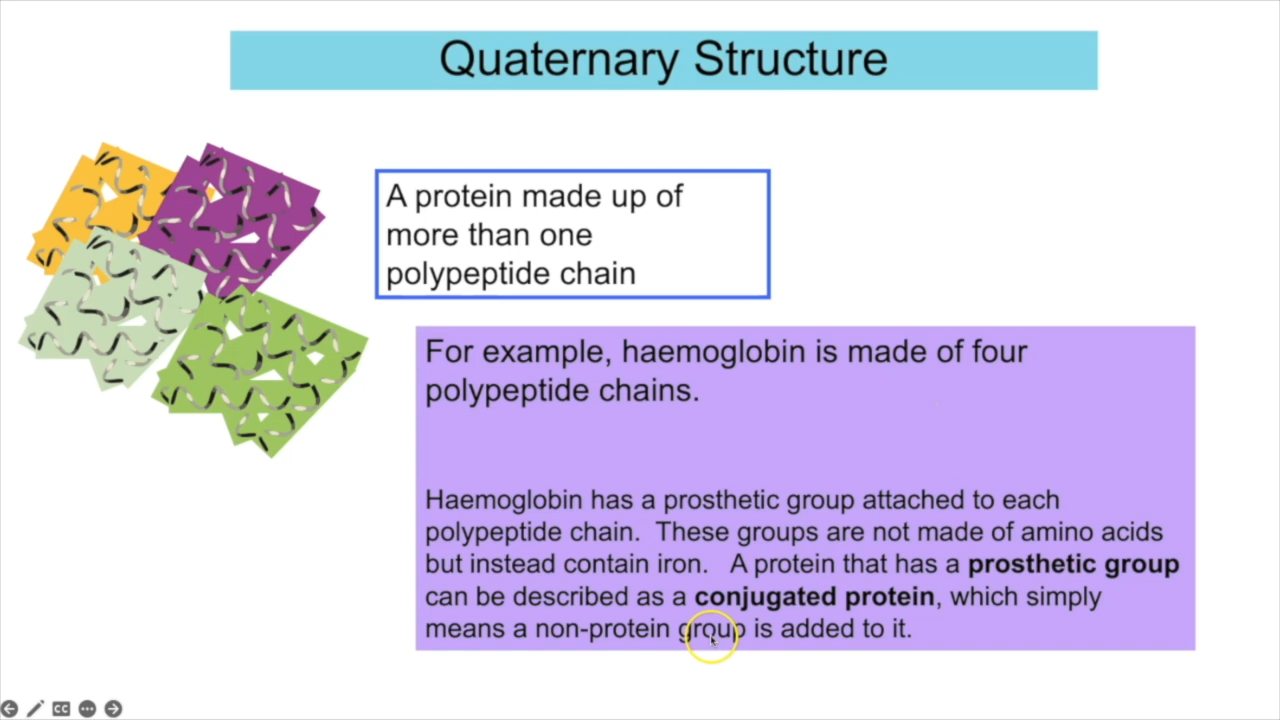 Quaternary Structure
A protein made up of
more than one
polypeptide chain
For example, haemoglobin is made of four
polypeptide chains.
Haemoglobin has a prosthetic group attached to each
polypeptide chain. These groups are not made of amino acids
but instead contain iron. A protein that has a prosthetic group
can be described as a conjugated protein, which simply
means a non-protein group is added to it.
CC